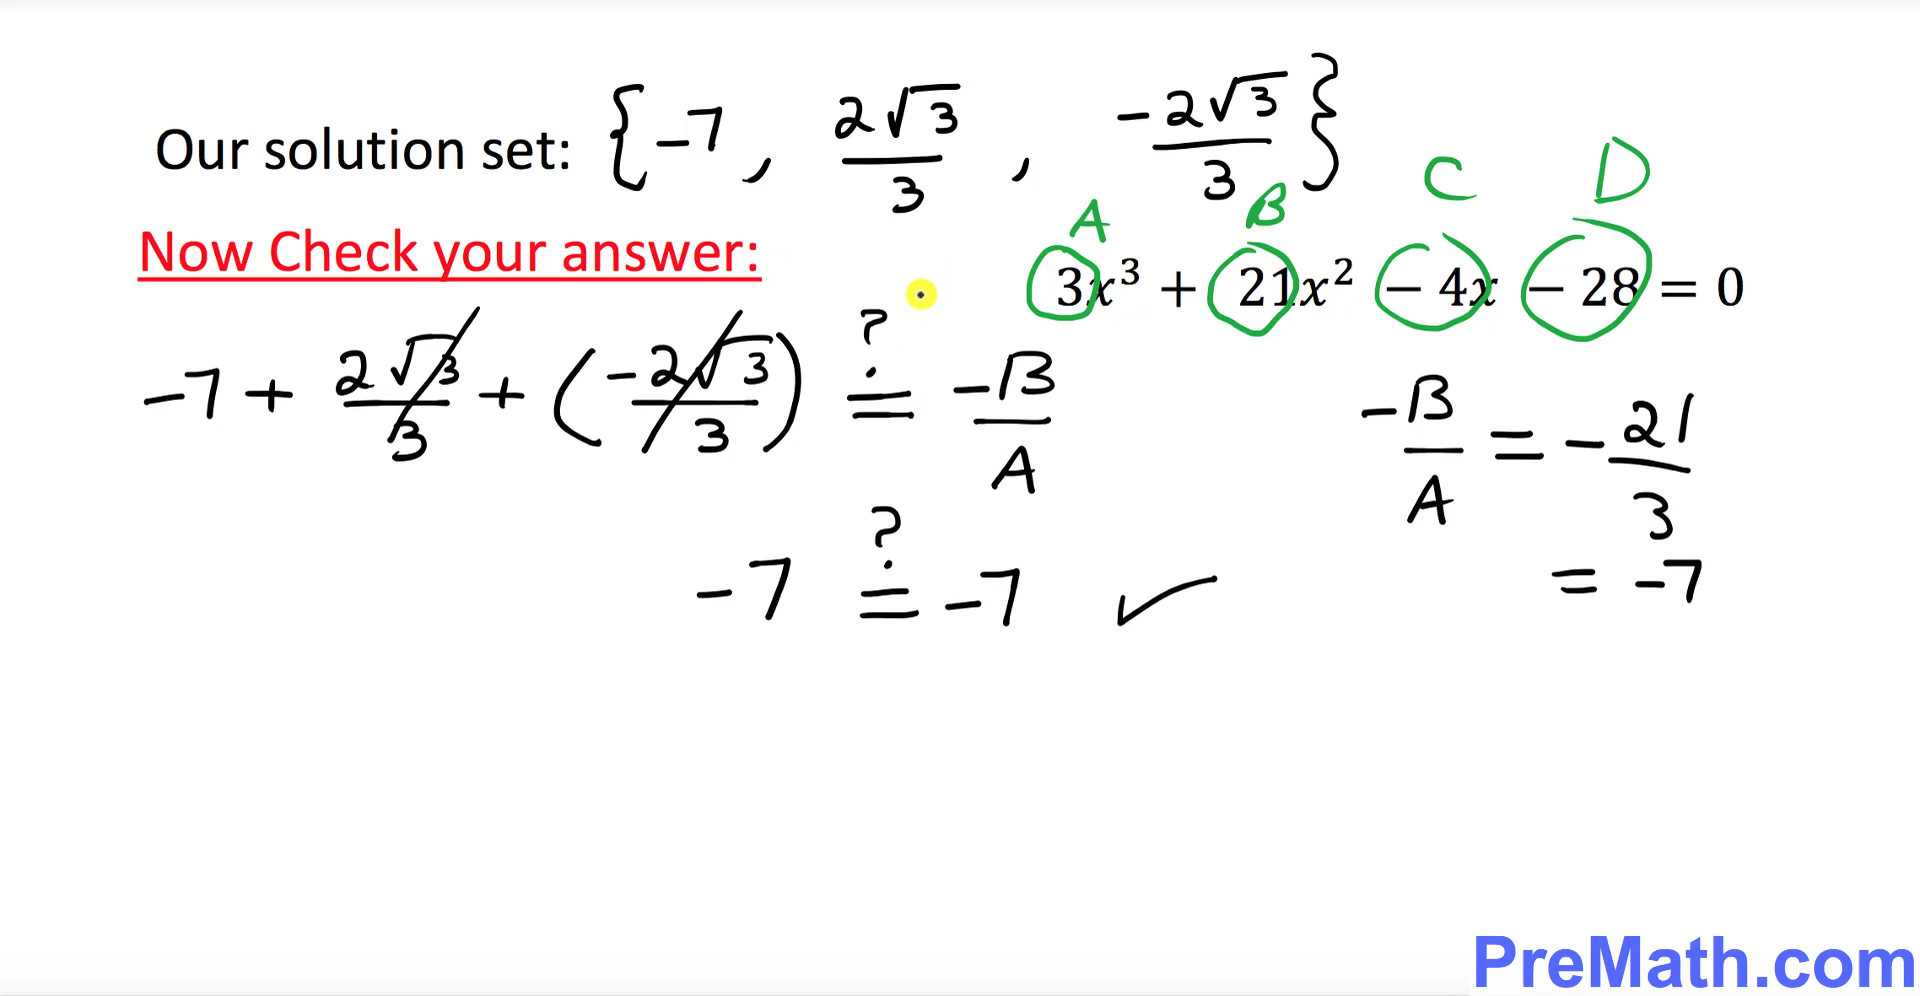 Our solution set: {-7, 2√3/3, -2√3/3}
A B C D
Now Check your answer:
3x³ + 21x² − 4x − 28 = 0
-7 + 2√3/3 + (-2√3/3) ?= -B/A
-B/A = -21/3
-7 ?= -7 ✓
= -7
PreMath.com